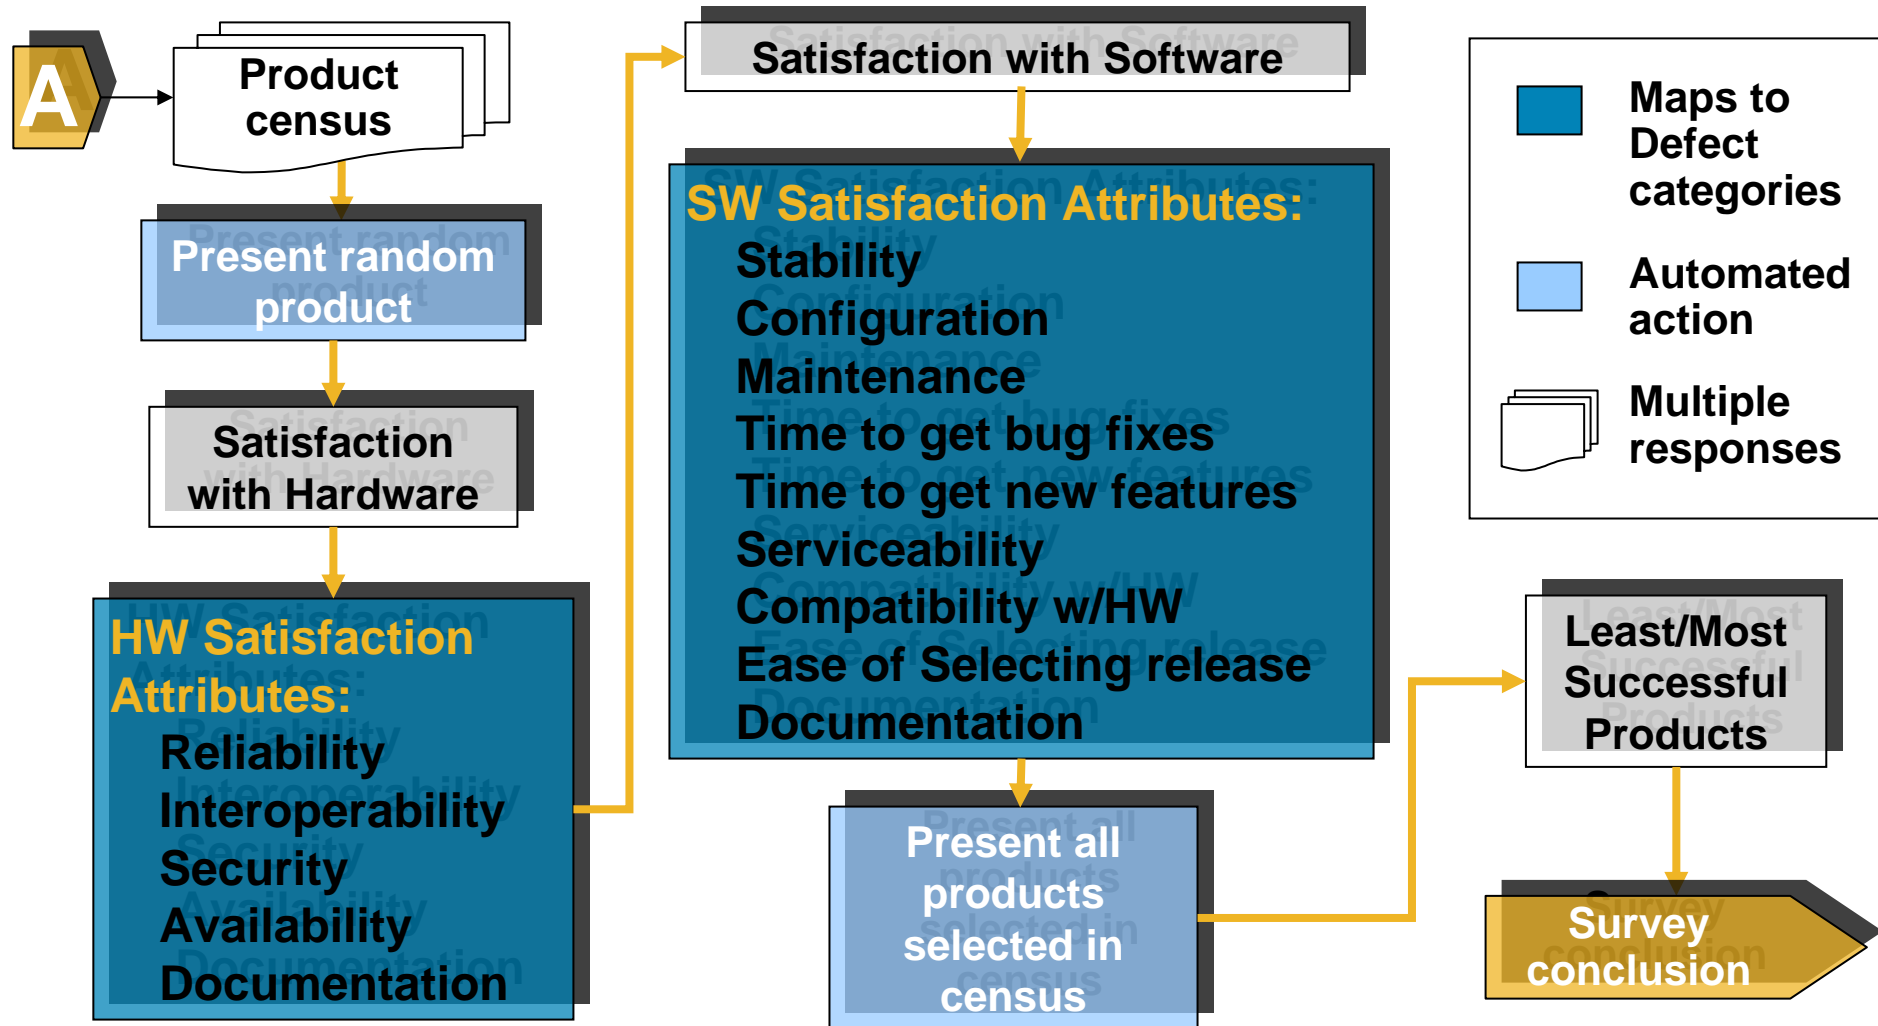 A
Product
census
Present random
product
Satisfaction
with Hardware
HW Satisfaction
Attributes:
Reliability
Interoperability
Security
Availability
Documentation
Satisfaction with Software
SW Satisfaction Attributes:
Stability
Configuration
Maintenance
Time to get bug fixes
Time to get new features
Serviceability
Compatibility w/HW
Ease of Selecting release
Documentation
Present all
products
selected in
census
Least/Most
Successful
Products
Survey
conclusion
Maps to
Defect
categories
Automated
action
Multiple
responses